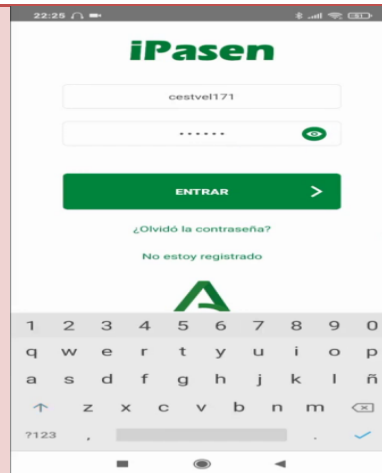 22:25
iPasen
cestvel171
······
ENTRAR
¿Olvidó la contraseña?
No estoy registrado
1 2 3 4 5 6 7 8 9 0
q w e r t y u i o p
a s d f g h j k l ñ
z x c v b n m
?123 , .